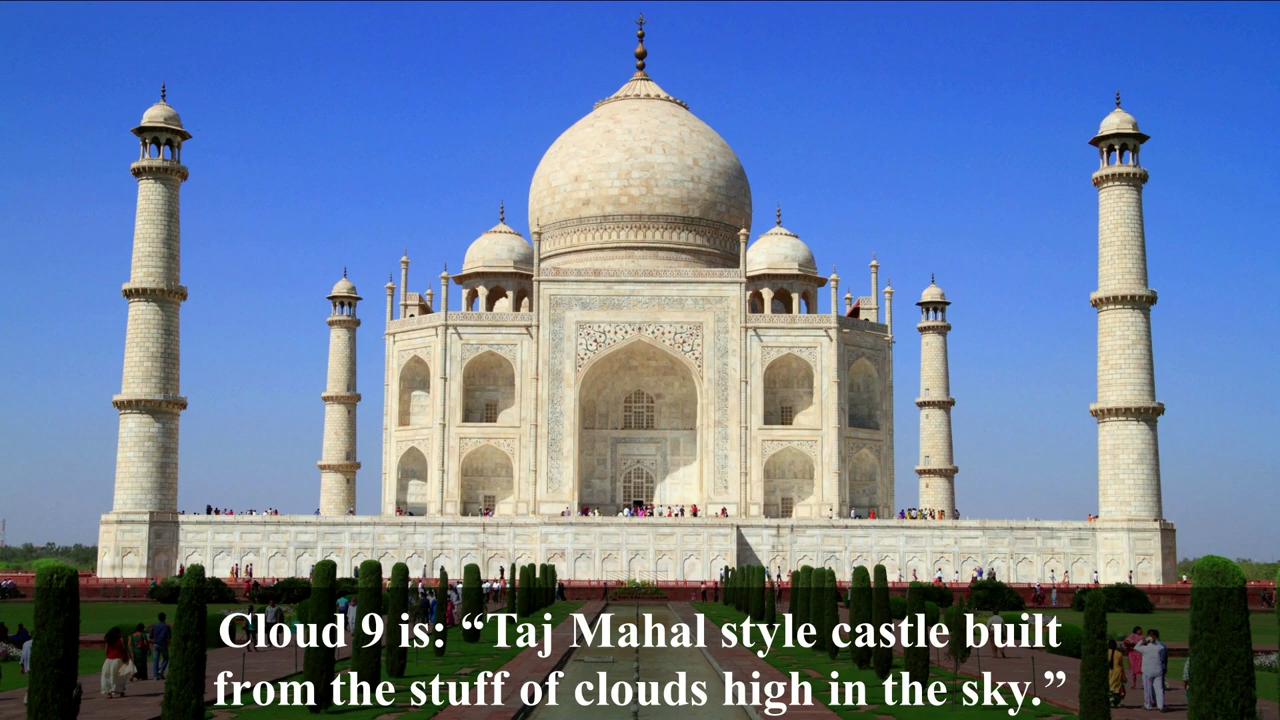 Cloud 9 is: “Taj Mahal style castle built
from the stuff of clouds high in the sky.”